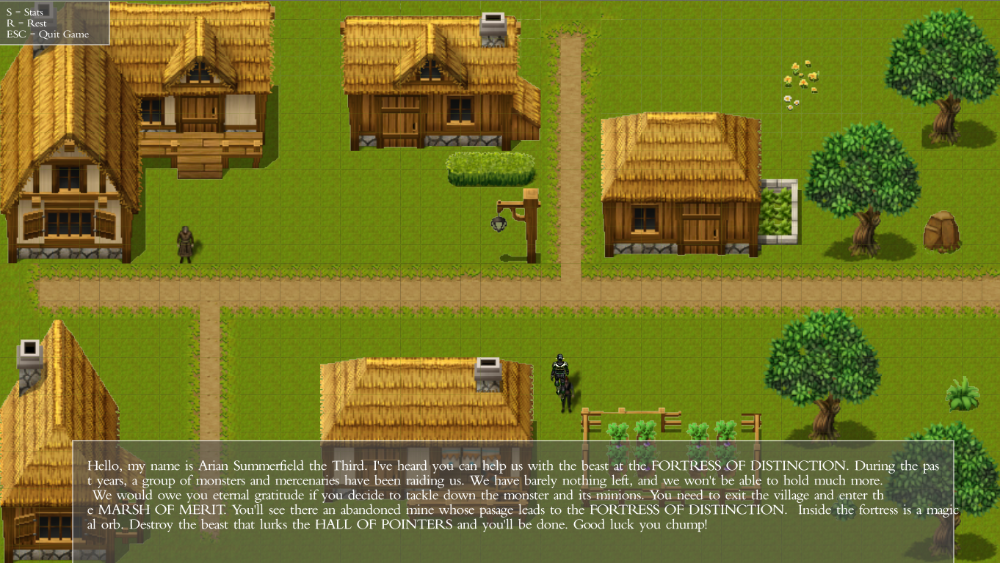 S = Stats
R = Rest
ESC = Quit Game
Hello, my name is Arian Summerfield the Third. I've heard you can help us with the beast at the FORTRESS OF DISTINCTION. During the pas
t years, a group of monsters and mercenaries have been raiding us. We have barely nothing left, and we won't be able to hold much more.
We would owe you eternal gratitude if you decide to tackle down the monster and its minions. You need to exit the village and enter th
e MARSH OF MERIT. You'll see there an abandoned mine whose pasage leads to the FORTRESS OF DISTINCTION.  Inside the fortress is a magic
al orb. Destroy the beast that lurks the HALL OF POINTERS and you'll be done. Good luck you chump!